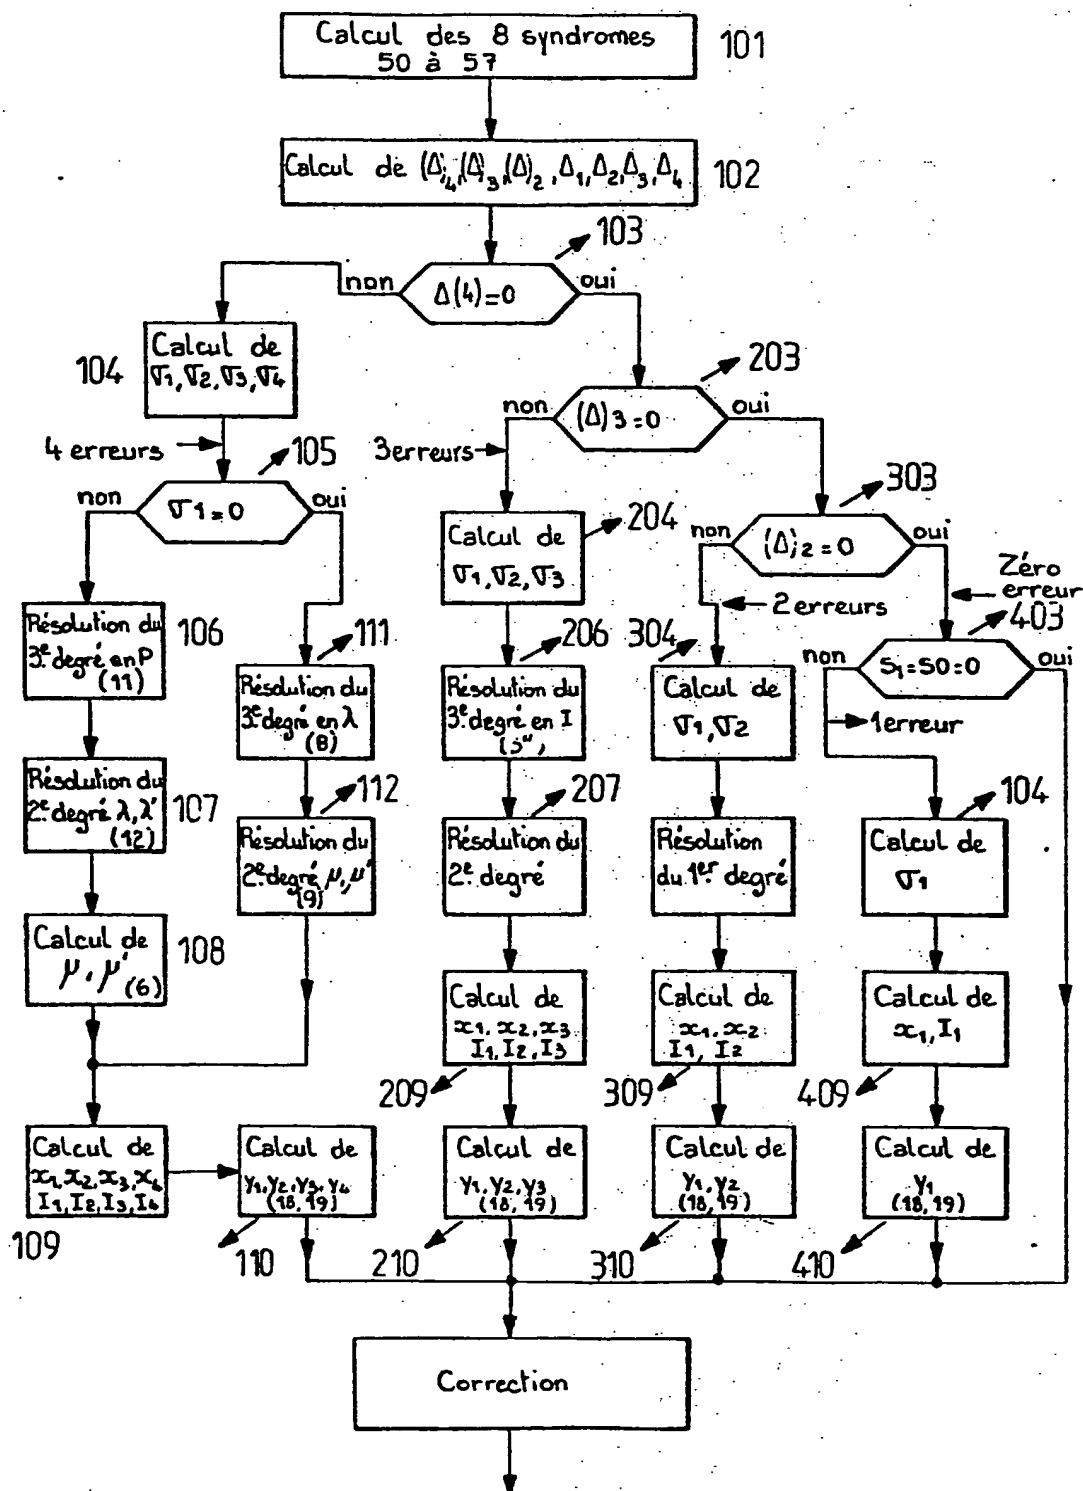 Calcul des 8 syndromes
50 à 57
101
Calcul de (Δ)4,(Δ)3,(Δ)2,Δ1,Δ2,Δ3,Δ4
102
103
non
Δ(4)=0
oui
104
Calcul de
σ1,σ2,σ3,σ4
203
non
(Δ)3=0
oui
4 erreurs
105
3erreurs
303
non
σ1=0
oui
204
Calcul de
σ1,σ2,σ3
non
(Δ)2=0
oui
Zéro
erreur
2 erreurs
403
Résolution du
3e degré en P
(11)
106
111
206
304
non
S1=S0=0
oui
Résolution du
3e degré en λ
(8)
Résolution du
3e degré en I
Calcul de
σ1,σ2
1erreur
Résolution du
2e degré λ,λ'
(12)
107
112
207
104
Résolution du
2e degré μ,μ'
(9)
Résolution du
2e degré
Résolution
du 1er degré
Calcul de
σ1
Calcul de
μ, μ'
(6)
108
Calcul de
x1,x2,x3
I1,I2,I3
Calcul de
x1,x2
I1,I2
Calcul de
x1,I1
209
309
409
Calcul de
x1,x2,x3,x4
I1,I2,I3,I4
Calcul de
y1,y2,y3,y4
(18,19)
Calcul de
y1,y2,y3
(18,19)
Calcul de
y1,y2
(18,19)
Calcul de
y1
(18,19)
109
110
210
310
410
Correction